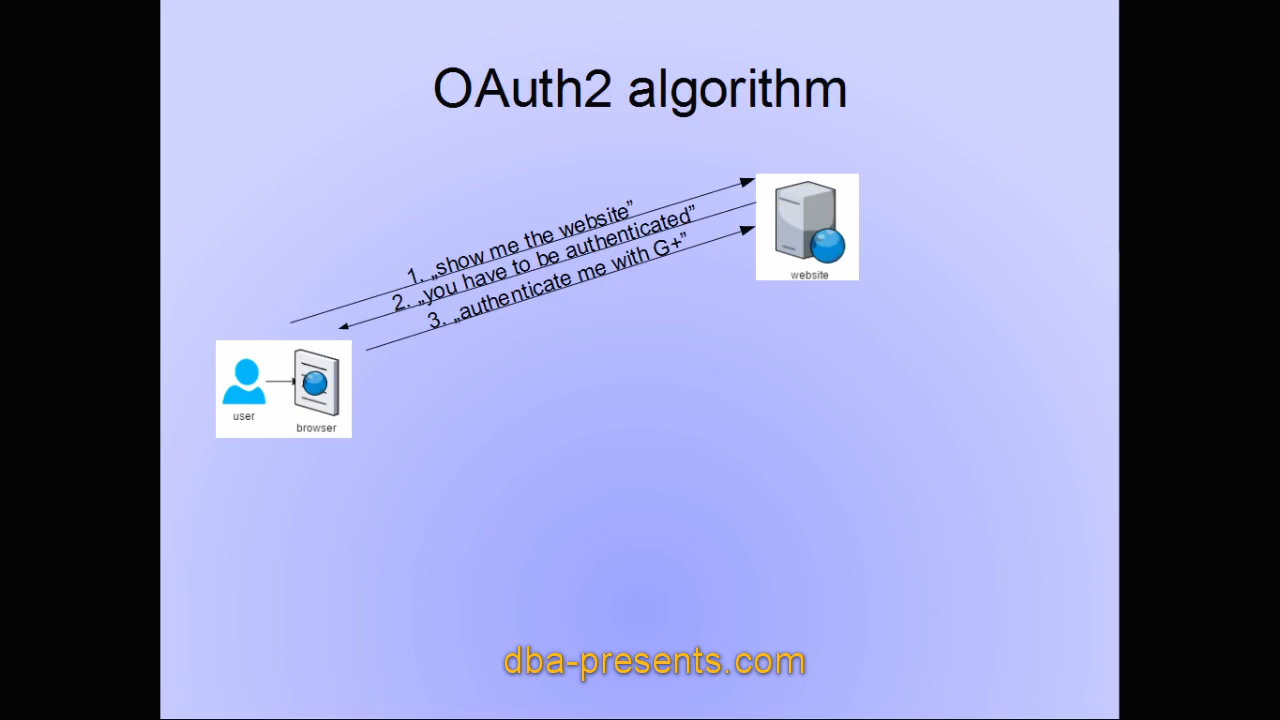 OAuth2 algorithm
1. „show me the website”
2. „you have to be authenticated”
3. „authenticate me with G+”
website
user
browser
dba-presents.com